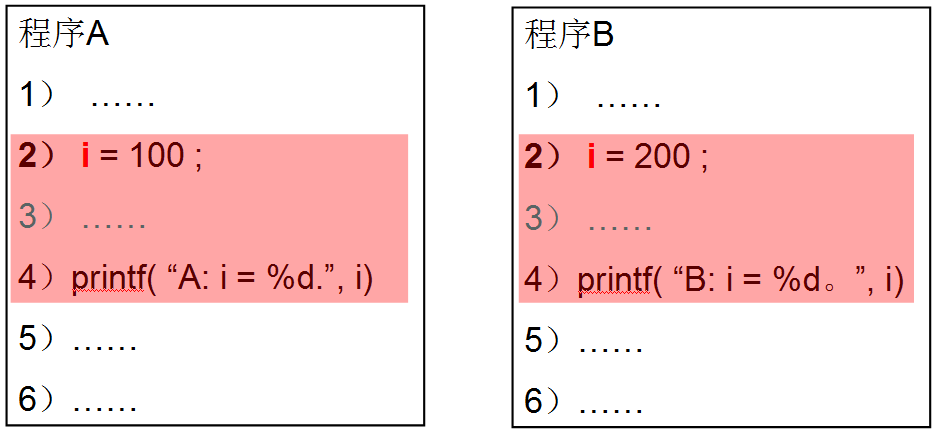 程序A
1） ……
2） i = 100 ;
3） ……
4）printf( “A: i = %d.”, i)
5）……
6）……
程序B
1） ……
2） i = 200 ;
3） ……
4）printf( “B: i = %d。”, i)
5）……
6）……